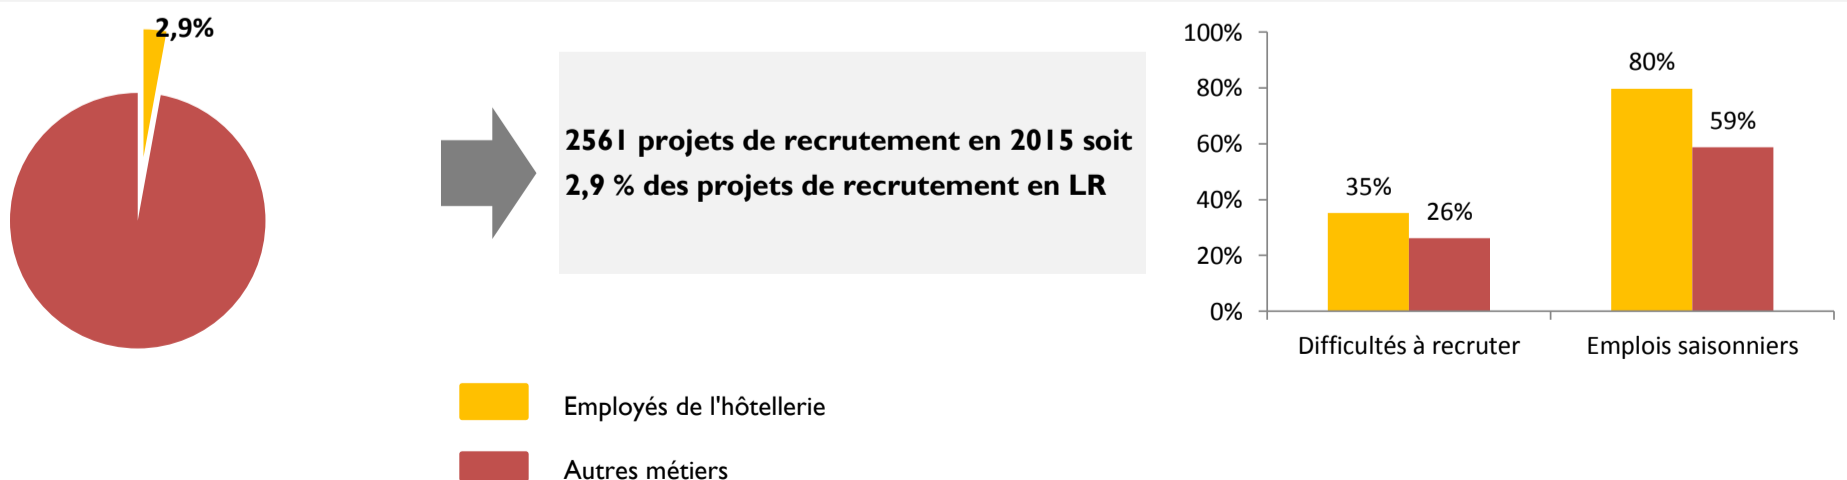 2,9%
2561 projets de recrutement en 2015 soit
2,9 % des projets de recrutement en LR
Employés de l'hôtellerie
Autres métiers
100%
80%
60%
40%
20%
0%
35%
26%
80%
59%
Difficultés à recruter
Emplois saisonniers